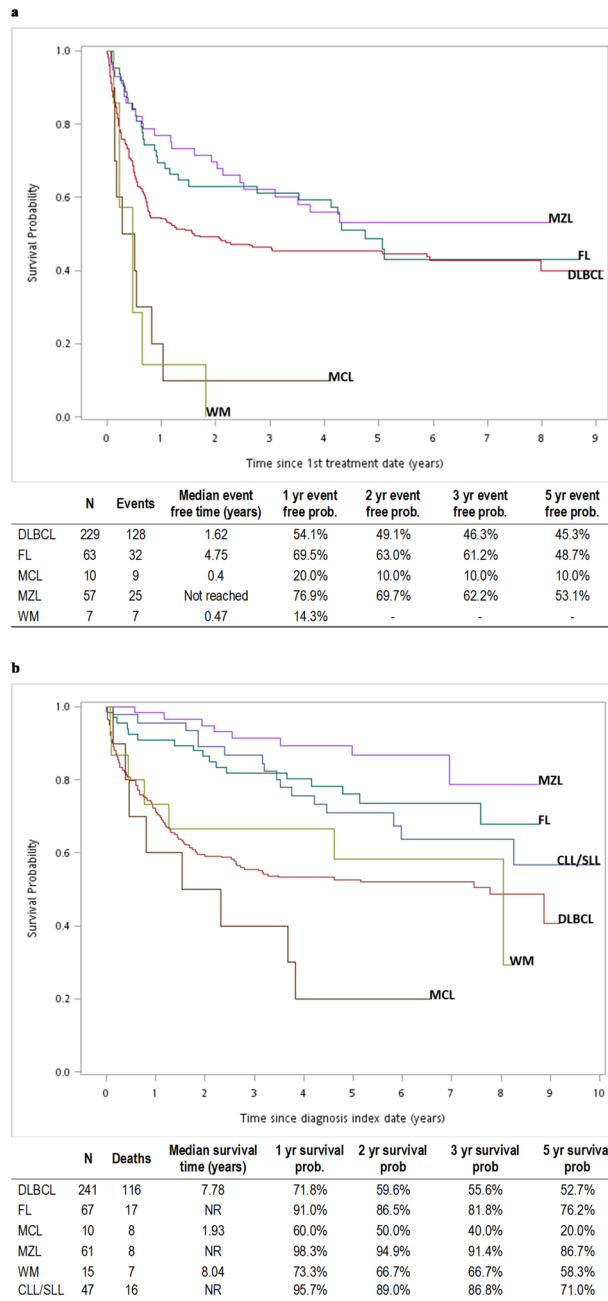 a
1.0
0.8
0.6
0.4
0.2
0.0
Survival Probability
MZL
FL
DLBCL
MCL
WM
0 1 2 3 4 5 6 7 8 9
Time since 1st treatment date (years)
N Events Median event free time (years) 1 yr event free prob. 2 yr event free prob. 3 yr event free prob. 5 yr event free prob.
DLBCL 229 128 1.62 54.1% 49.1% 46.3% 45.3%
FL 63 32 4.75 69.5% 63.0% 61.2% 48.7%
MCL 10 9 0.4 20.0% 10.0% 10.0% 10.0%
MZL 57 25 Not reached 76.9% 69.7% 62.2% 53.1%
WM 7 7 0.47 14.3% - - -
b
1.0
0.8
0.6
0.4
0.2
0.0
Survival Probability
MZL
FL
CLL/SLL
DLBCL
WM
MCL
0 1 2 3 4 5 6 7 8 9 10
Time since diagnosis index date (years)
N Deaths Median survival time (years) 1 yr survival prob. 2 yr survival prob 3 yr survival prob 5 yr survival prob
DLBCL 241 116 7.78 71.8% 59.6% 55.6% 52.7%
FL 67 17 NR 91.0% 86.5% 81.8% 76.2%
MCL 10 8 1.93 60.0% 50.0% 40.0% 20.0%
MZL 61 8 NR 98.3% 94.9% 91.4% 86.7%
WM 15 7 8.04 73.3% 66.7% 66.7% 58.3%
CLL/SLL 47 16 NR 95.7% 89.0% 86.8% 71.0%